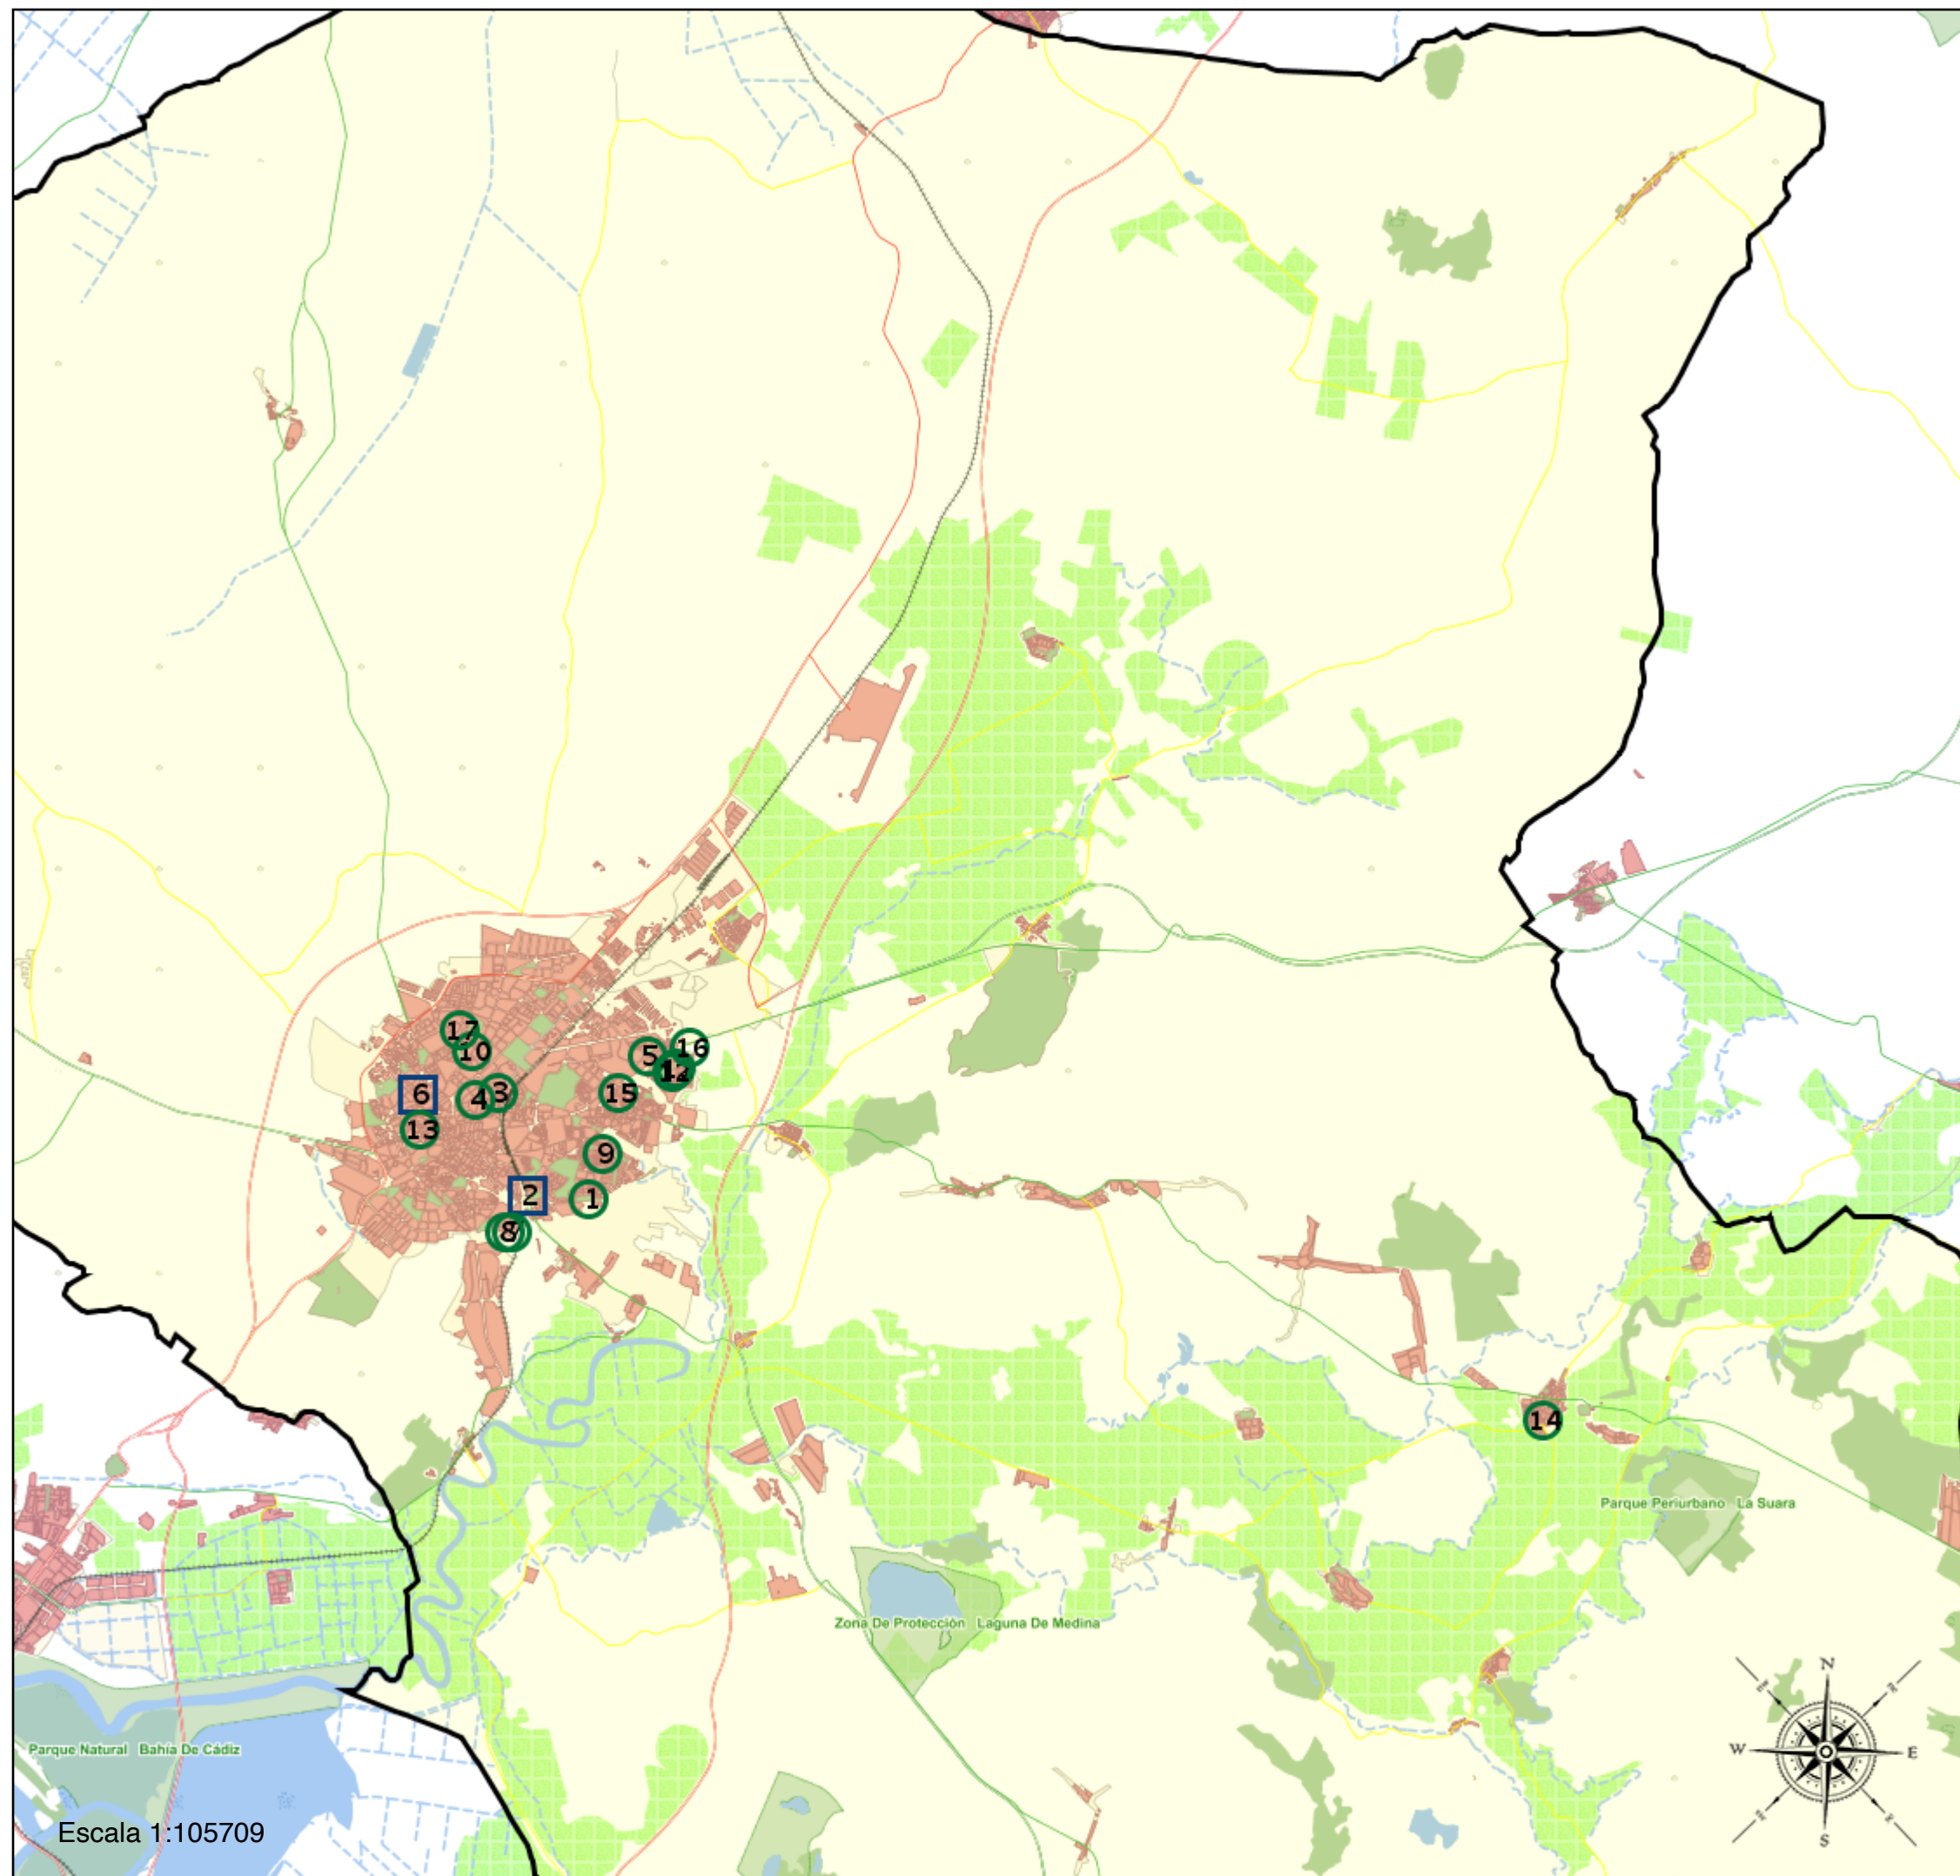 17
10
16
5
12
6
4
3
15
13
9
2
1
8
14
Parque Periurbano La Suara
Zona De Protección Laguna De Medina
N
W
E
S
Parque Natural Bahía De Cádiz
Escala 1:105709